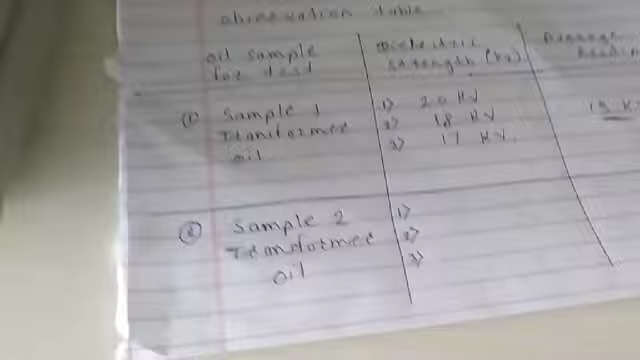 observation table
oil sample
for test
Dielectric
strength (kv)
(1) Sample 1
Transformer
oil
1) 20 KV
2) 18 KV
3) 17 KV.
(2) Sample 2
Transformer
oil
1)
2)
3)